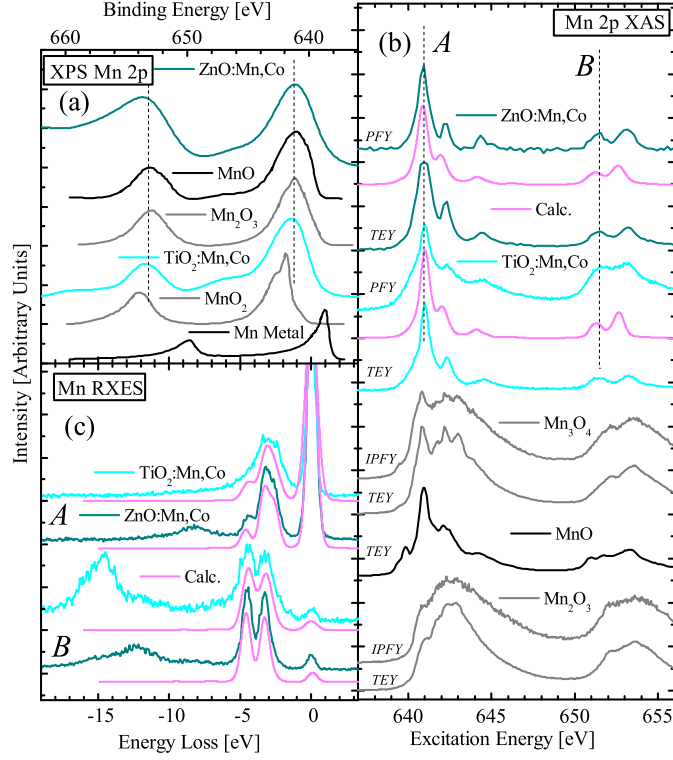 Binding Energy [eV]
660 650 640
XPS Mn 2p
ZnO:Mn,Co
(a)
MnO
Mn2O3
TiO2:Mn,Co
MnO2
Mn Metal
Mn RXES
(c)
TiO2:Mn,Co
A
ZnO:Mn,Co
Calc.
B
-15 -10 -5 0
Energy Loss [eV]
Intensity [Arbitrary Units]
(b)
A
Mn 2p XAS
B
PFY
ZnO:Mn,Co
Calc.
TEY
TiO2:Mn,Co
PFY
TEY
Mn3O4
IPFY
TEY
MnO
TEY
Mn2O3
IPFY
TEY
640 645 650 655
Excitation Energy [eV]